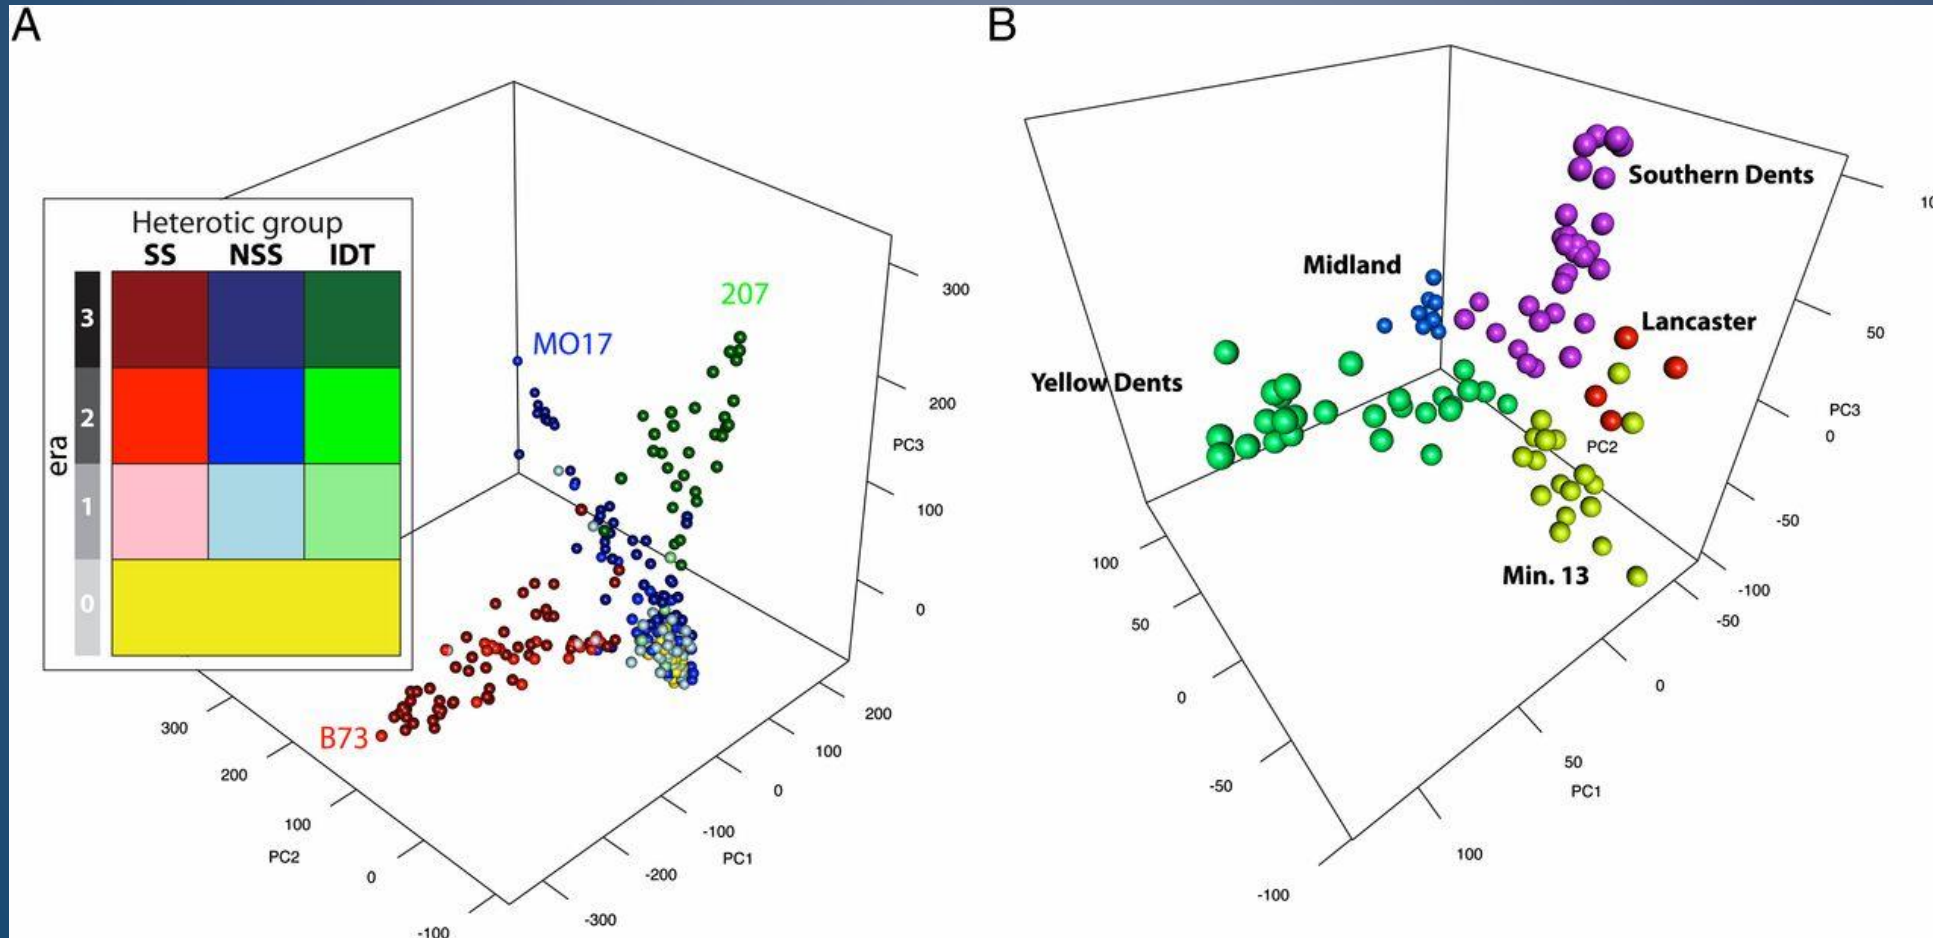 A
Heterotic group
SS NSS IDT
era
3
2
1
0
207
MO17
B73
300
200
PC3
100
0
200
100
0
-100
PC1
-200
-300
300
200
100
PC2
0
-100
B
Southern Dents
Midland
Lancaster
Yellow Dents
Min. 13
50
PC3
0
-50
-100
PC2
-50
0
50
PC1
100
100
50
0
-50
-100